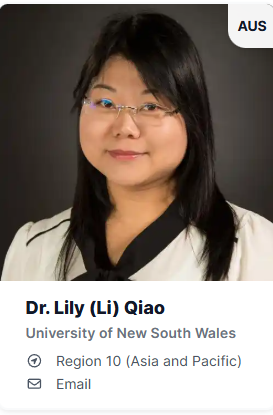 AUS
Dr. Lily (Li) Qiao
University of New South Wales
Region 10 (Asia and Pacific)
Email